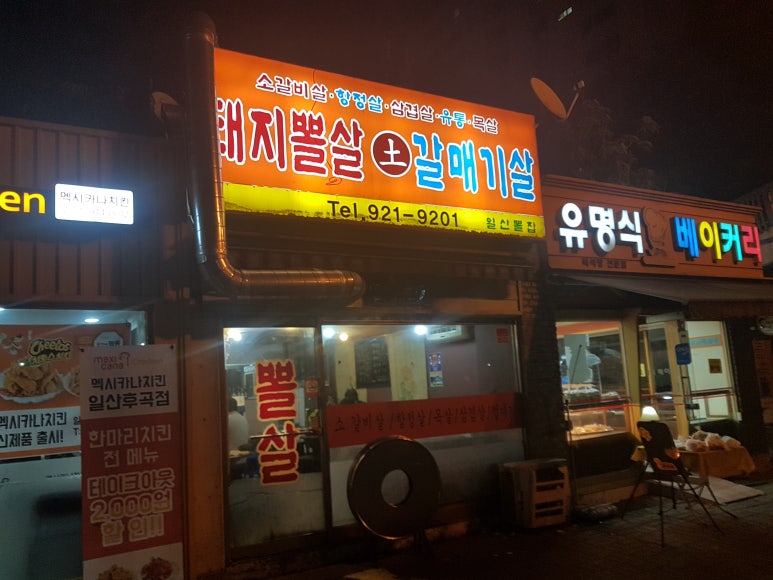 소갈비살·항정살·삼겹살·유통·목살
돼지뽈살 土 갈매기살
Tel.921-9201 일산뽈집
en
멕시카나치킨
유명식 베이커리
Cheetos
멕시카나치킨
신제품 출시!
mexi
cana Chicken
멕시카나치킨
일산후곡점
한마리치킨
전 메뉴
테이크아웃
2,000원
할인!!
뽈살
소갈비살/항정살/목살/삼겹살/